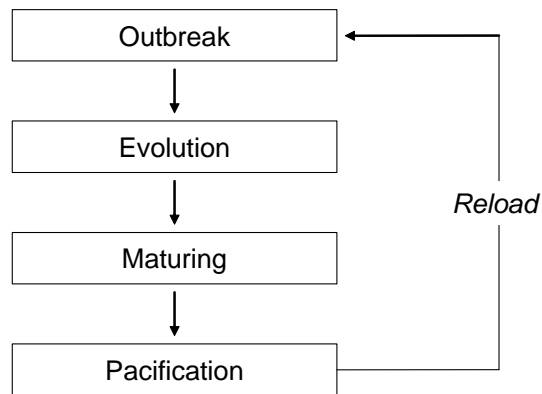 Outbreak
Evolution
Reload
Maturing
Pacification